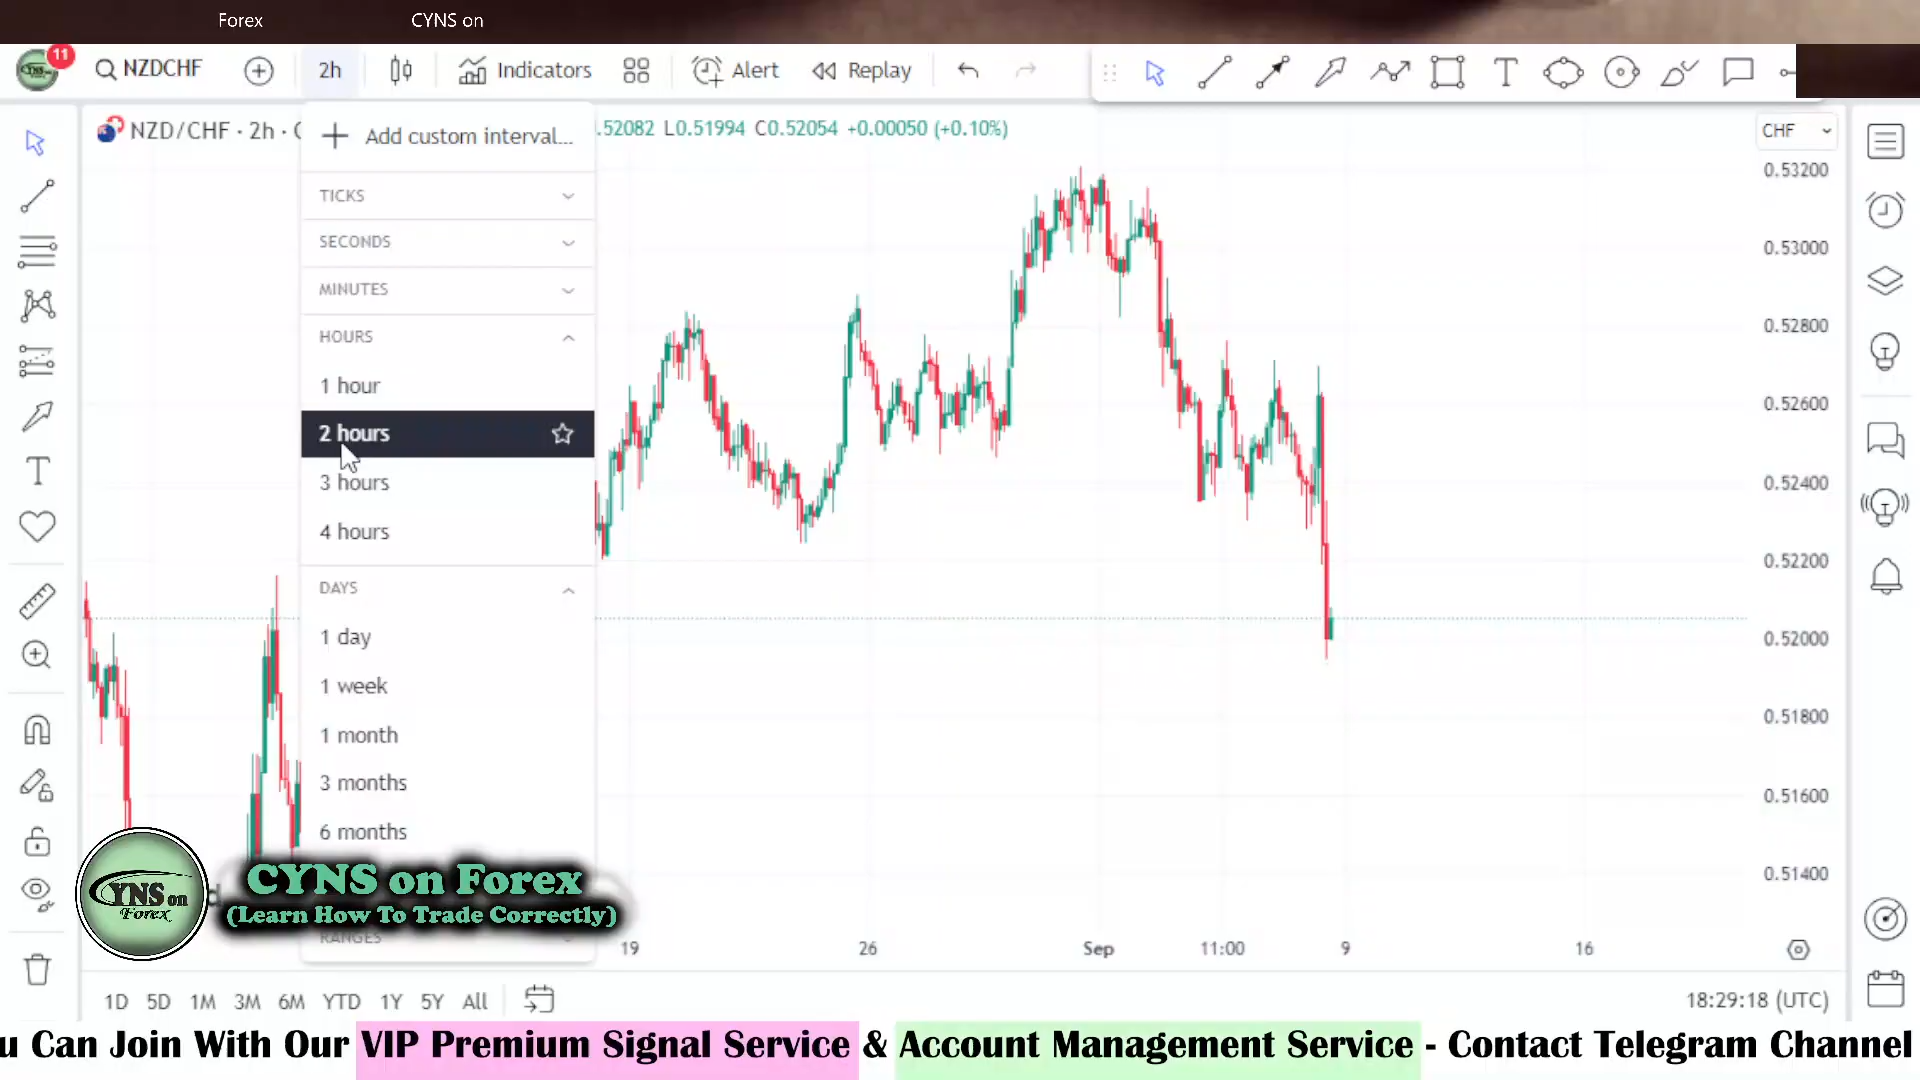 Forex CYNS on
11
NZDCHF 2h Indicators Alert Replay
NZD/CHF · 2h ·
.52082 L0.51994 C0.52054 +0.00050 (+0.10%)
CHF
Add custom interval...
TICKS
SECONDS
MINUTES
HOURS
1 hour
2 hours
3 hours
4 hours
DAYS
1 day
1 week
1 month
3 months
6 months
RANGES
0.53200
0.53000
0.52800
0.52600
0.52400
0.52200
0.52000
0.51800
0.51600
0.51400
CYNS on Forex
(Learn How To Trade Correctly)
YNS on
Forex
19 26 Sep 11:00 9 16
1D 5D 1M 3M 6M YTD 1Y 5Y All
18:29:18 (UTC)
u Can Join With Our VIP Premium Signal Service & Account Management Service - Contact Telegram Channel